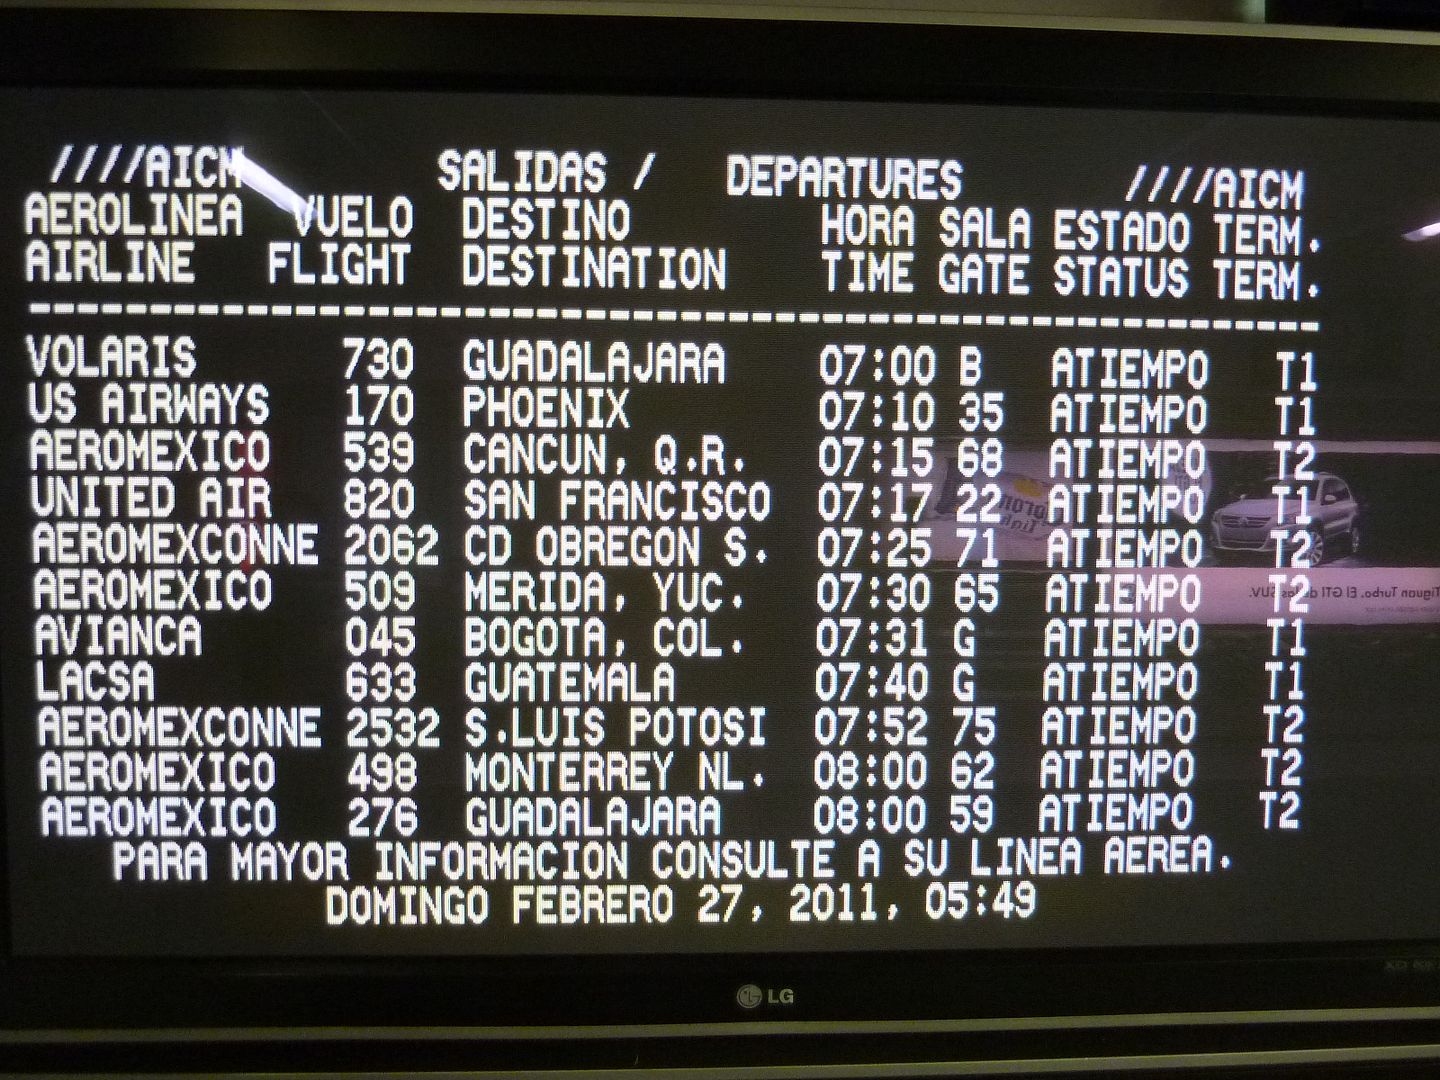 ////AICM SALIDAS / DEPARTURES ////AICM
AEROLINEA VUELO DESTINO HORA SALA ESTADO TERM.
AIRLINE FLIGHT DESTINATION TIME GATE STATUS TERM.
VOLARIS 730 GUADALAJARA 07:00 B ATIEMPO T1
US AIRWAYS 170 PHOENIX 07:10 35 ATIEMPO T1
AEROMEXICO 539 CANCUN, Q.R. 07:15 68 ATIEMPO T2
UNITED AIR 820 SAN FRANCISCO 07:17 22 ATIEMPO T1
AEROMEXCONNE 2062 CD OBREGON S. 07:25 71 ATIEMPO T2
AEROMEXICO 509 MERIDA, YUC. 07:30 65 ATIEMPO T2
AVIANCA 045 BOGOTA, COL. 07:31 G ATIEMPO T1
LACSA 633 GUATEMALA 07:40 G ATIEMPO T1
AEROMEXCONNE 2532 S.LUIS POTOSI 07:52 75 ATIEMPO T2
AEROMEXICO 498 MONTERREY NL. 08:00 62 ATIEMPO T2
AEROMEXICO 276 GUADALAJARA 08:00 59 ATIEMPO T2
PARA MAYOR INFORMACION CONSULTE A SU LINEA AEREA.
DOMINGO FEBRERO 27, 2011, 05:49
LG